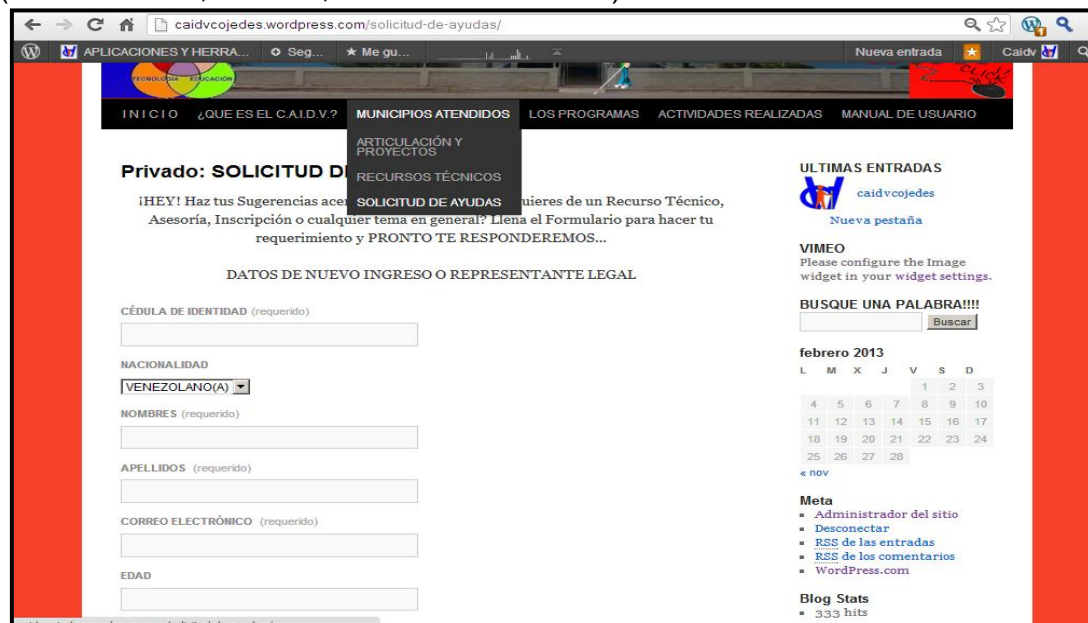 caidvcojedes.wordpress.com/solicitud-de-ayudas/
APLICACIONES Y HERRA... Seg... Me gu... Nueva entrada Caidv
TECNOLOGIA EDUCACIÓN
CLICK
INICIO ¿QUE ES EL C.A.I.D.V.? MUNICIPIOS ATENDIDOS LOS PROGRAMAS ACTIVIDADES REALIZADAS MANUAL DE USUARIO
ARTICULACIÓN Y
PROYECTOS
RECURSOS TÉCNICOS
SOLICITUD DE AYUDAS
Privado: SOLICITUD D
¡HEY! Haz tus Sugerencias acer uieres de un Recurso Técnico,
Asesoría, Inscripción o cualquier tema en general? Llena el Formulario para hacer tu
requerimiento y PRONTO TE RESPONDEREMOS...
DATOS DE NUEVO INGRESO O REPRESENTANTE LEGAL
CÉDULA DE IDENTIDAD (requerido)
NACIONALIDAD
VENEZOLANO(A)
NOMBRES (requerido)
APELLIDOS (requerido)
CORREO ELECTRÓNICO (requerido)
EDAD
ULTIMAS ENTRADAS
caidvcojedes
Nueva pestaña
VIMEO
Please configure the Image
widget in your widget settings.
BUSQUE UNA PALABRA!!!!
Buscar
febrero 2013
L M X J V S D
1 2 3
4 5 6 7 8 9 10
11 12 13 14 15 16 17
18 19 20 21 22 23 24
25 26 27 28
« nov
Meta
Administrador del sitio
Desconectar
RSS de las entradas
RSS de los comentarios
WordPress.com
Blog Stats
333 hits